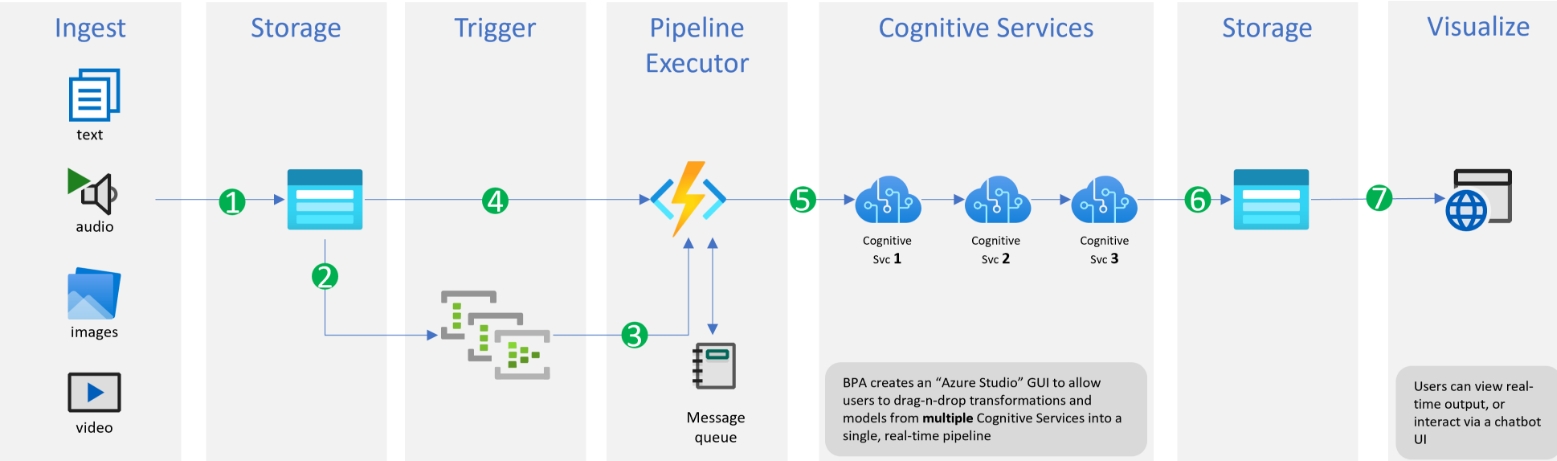 Ingest
Storage
Trigger
Pipeline
Executor
Cognitive Services
Storage
Visualize
text
audio
images
video
1
2
3
4
5
6
7
Message
queue
Cognitive
Svc 1
Cognitive
Svc 2
Cognitive
Svc 3
BPA creates an “Azure Studio” GUI to allow
users to drag-n-drop transformations and
models from multiple Cognitive Services into a
single, real-time pipeline
Users can view real-
time output, or
interact via a chatbot
UI